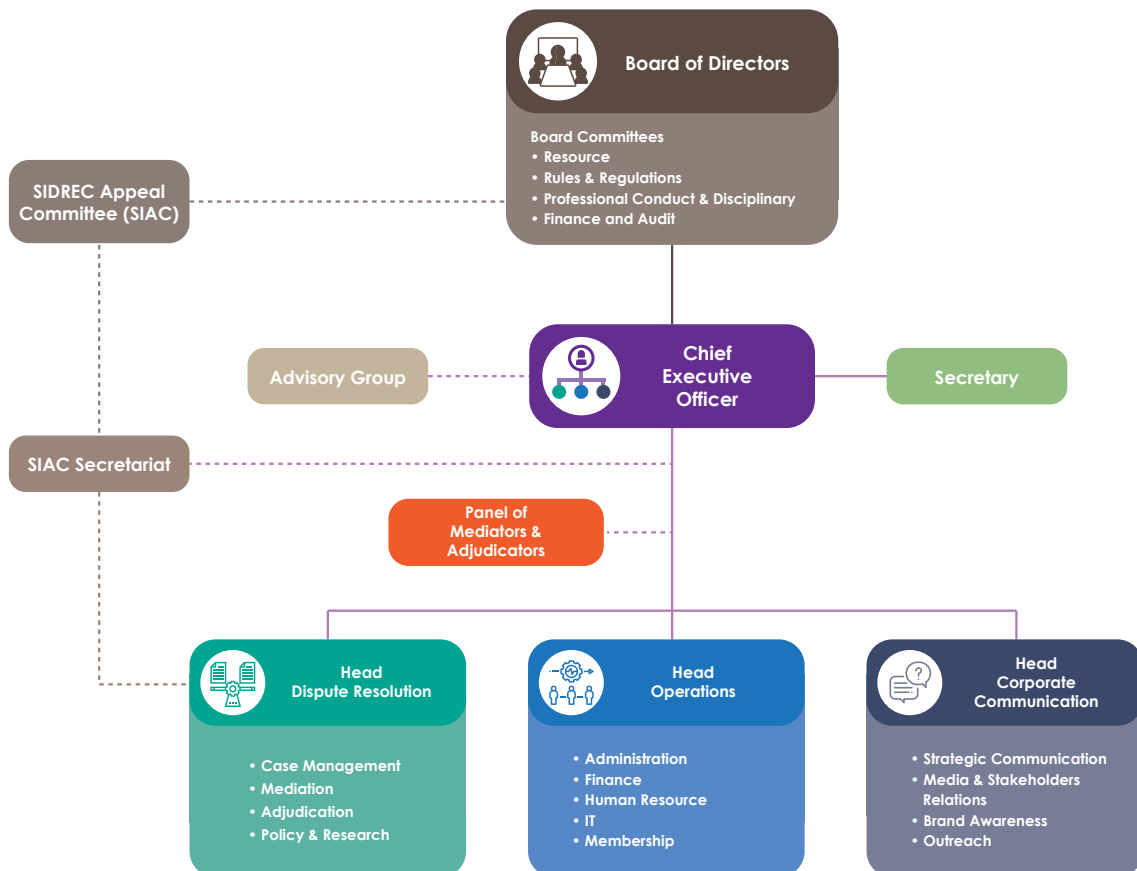 Board of Directors
Board Committees
• Resource
• Rules & Regulations
• Professional Conduct & Disciplinary
• Finance and Audit
SIDREC Appeal
Committee (SIAC)
Chief
Executive
Officer
Advisory Group
Secretary
SIAC Secretariat
Panel of
Mediators &
Adjudicators
Head
Dispute Resolution
• Case Management
• Mediation
• Adjudication
• Policy & Research
Head
Operations
• Administration
• Finance
• Human Resource
• IT
• Membership
Head
Corporate
Communication
• Strategic Communication
• Media & Stakeholders
Relations
• Brand Awareness
• Outreach